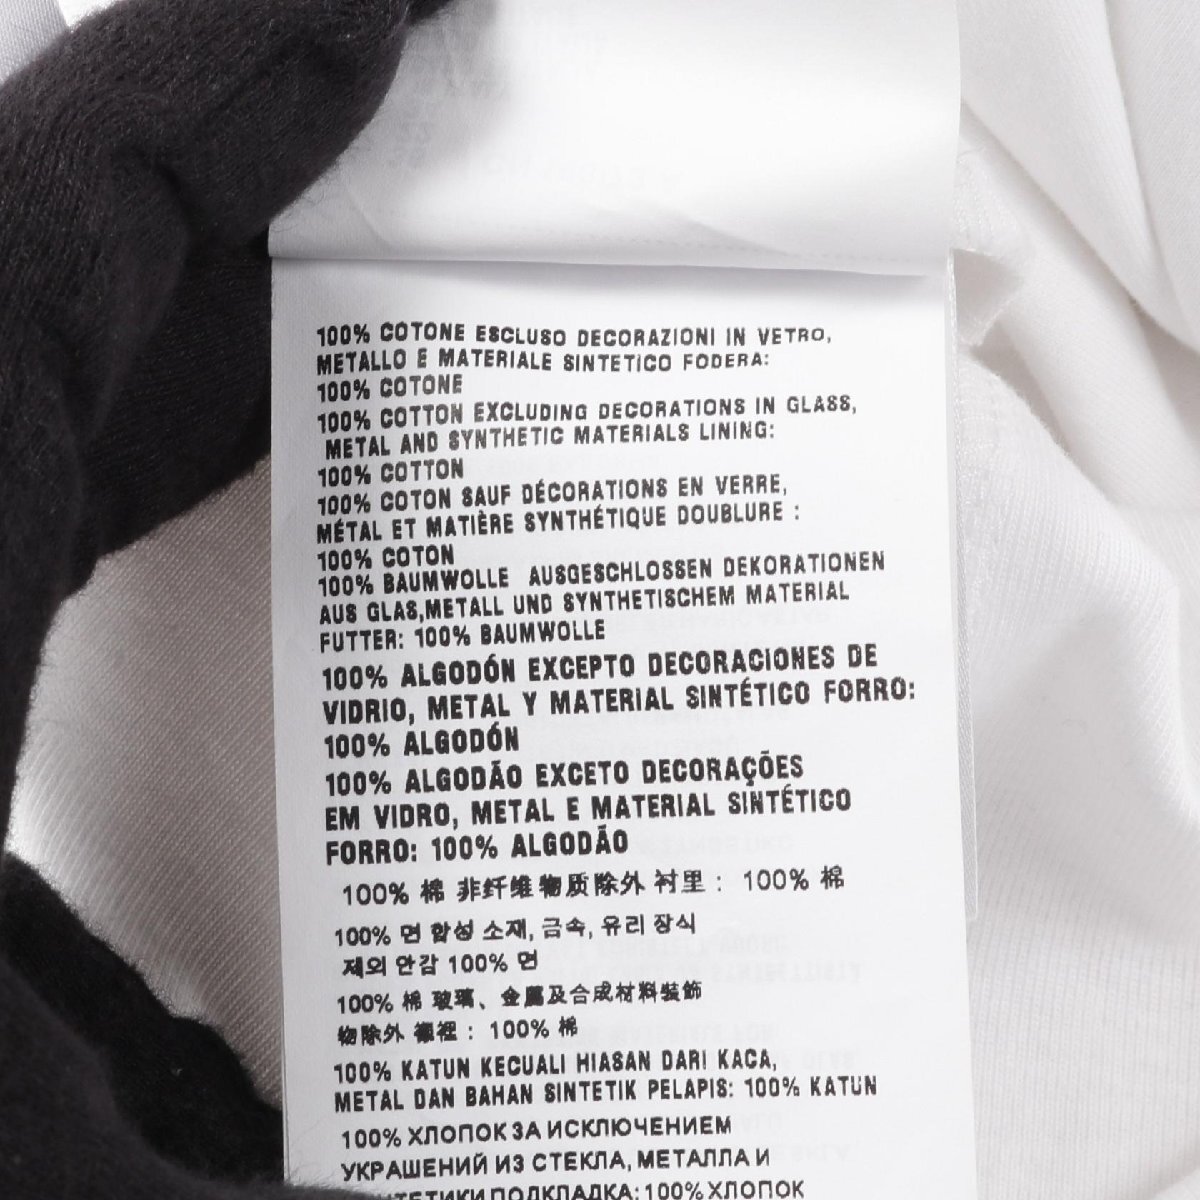 100% COTONE ESCLUSO DECORAZIONI IN VETRO,
METALLO E MATERIALE SINTETICO FODERA:
100% COTONE
100% COTTON EXCLUDING DECORATIONS IN GLASS,
METAL AND SYNTHETIC MATERIALS LINING:
100% COTTON
100% COTON SAUF DÉCORATIONS EN VERRE,
MÉTAL ET MATIÈRE SYNTHÉTIQUE DOUBLURE :
100% COTON
100% BAUMWOLLE AUSGESCHLOSSEN DEKORATIONEN
AUS GLAS,METALL UND SYNTHETISCHEM MATERIAL
FUTTER: 100% BAUMWOLLE
100% ALGODÓN EXCEPTO DECORACIONES DE
VIDRIO, METAL Y MATERIAL SINTÉTICO FORRO:
100% ALGODÓN
100% ALGODÃO EXCETO DECORAÇÕES
EM VIDRO, METAL E MATERIAL SINTÉTICO
FORRO: 100% ALGODÃO
100% 棉 非纤维物质除外 衬里： 100% 棉
100% 면 합성 소재, 금속, 유리 장식
제외 안감 100% 면
100% 棉 玻璃、金屬及合成材料裝飾
物除外 襯裡： 100% 棉
100% KATUN KECUALI HIASAN DARI KACA,
METAL DAN BAHAN SINTETIK PELAPIS: 100% KATUN
100% ХЛОПОК ЗА ИСКЛЮЧЕНИЕМ
УКРАШЕНИЙ ИЗ СТЕКЛА, МЕТАЛЛА И
ПОДКЛАДКА: 100% ХЛОПОК